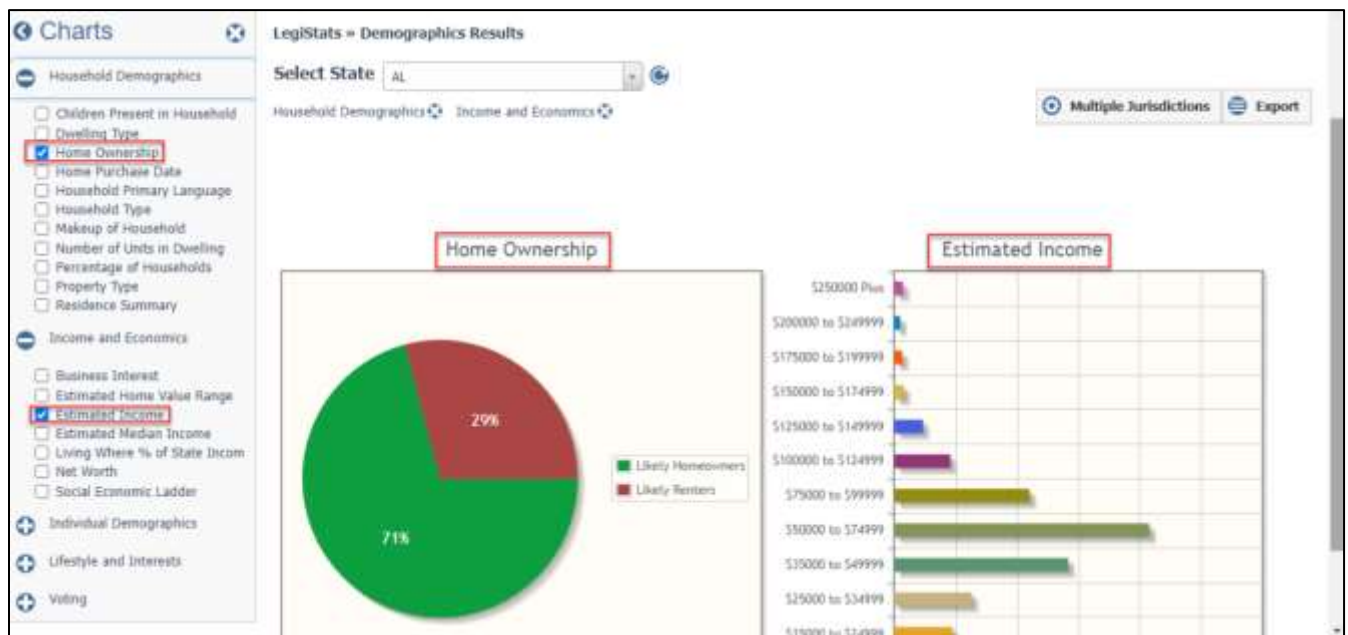 Charts
Household Demographics
Children Present in Household
Dwelling Type
Home Ownership
Home Purchase Date
Household Primary Language
Household Type
Makeup of Household
Number of Units in Dwelling
Percentage of Households
Property Type
Residence Summary
Income and Economics
Business Interest
Estimated Home Value Range
Estimated Income
Estimated Median Income
Living Where % of State Incom
Net Worth
Social Economic Ladder
Individual Demographics
Lifestyle and Interests
Voting
LegiStats » Demographics Results
Select State AL
Household Demographics Income and Economics
Multiple Jurisdictions Export
Home Ownership
29%
71%
Likely Homeowners
Likely Renters
Estimated Income
$250000 Plus
$200000 to $249999
$175000 to $199999
$150000 to $174999
$125000 to $149999
$100000 to $124999
$75000 to $99999
$50000 to $74999
$35000 to $49999
$25000 to $34999
$15000 to $24999